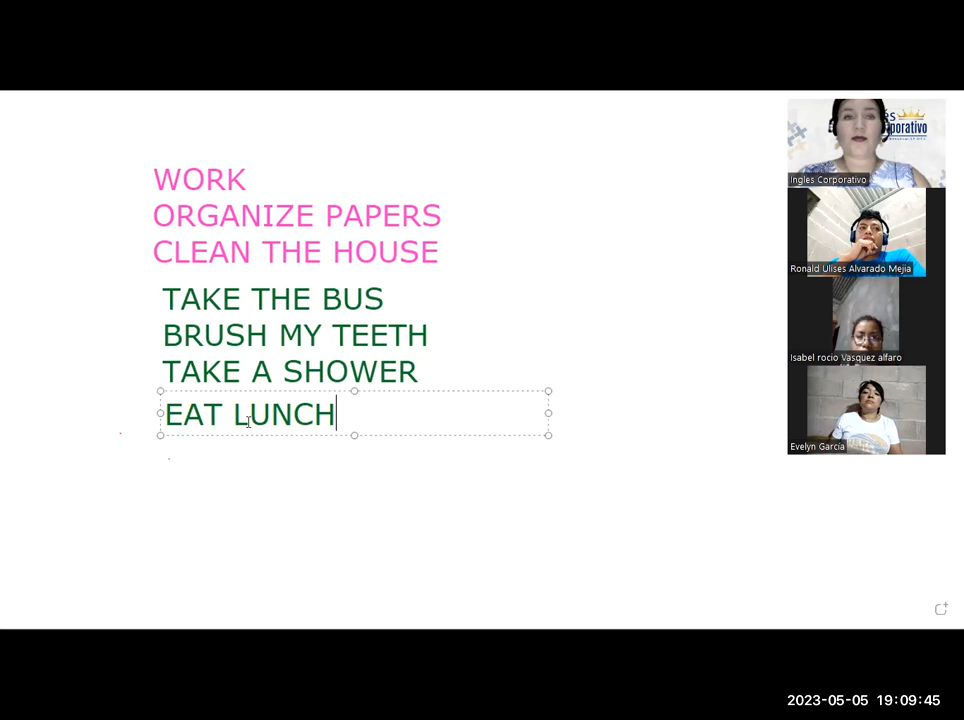 WORK
ORGANIZE PAPERS
CLEAN THE HOUSE
TAKE THE BUS
BRUSH MY TEETH
TAKE A SHOWER
EAT LUNCH
Ingles Corporativo
Ronald Ulises Alvarado Mejia
Isabel rocio Vasquez alfaro
Evelyn García
2023-05-05 19:09:45